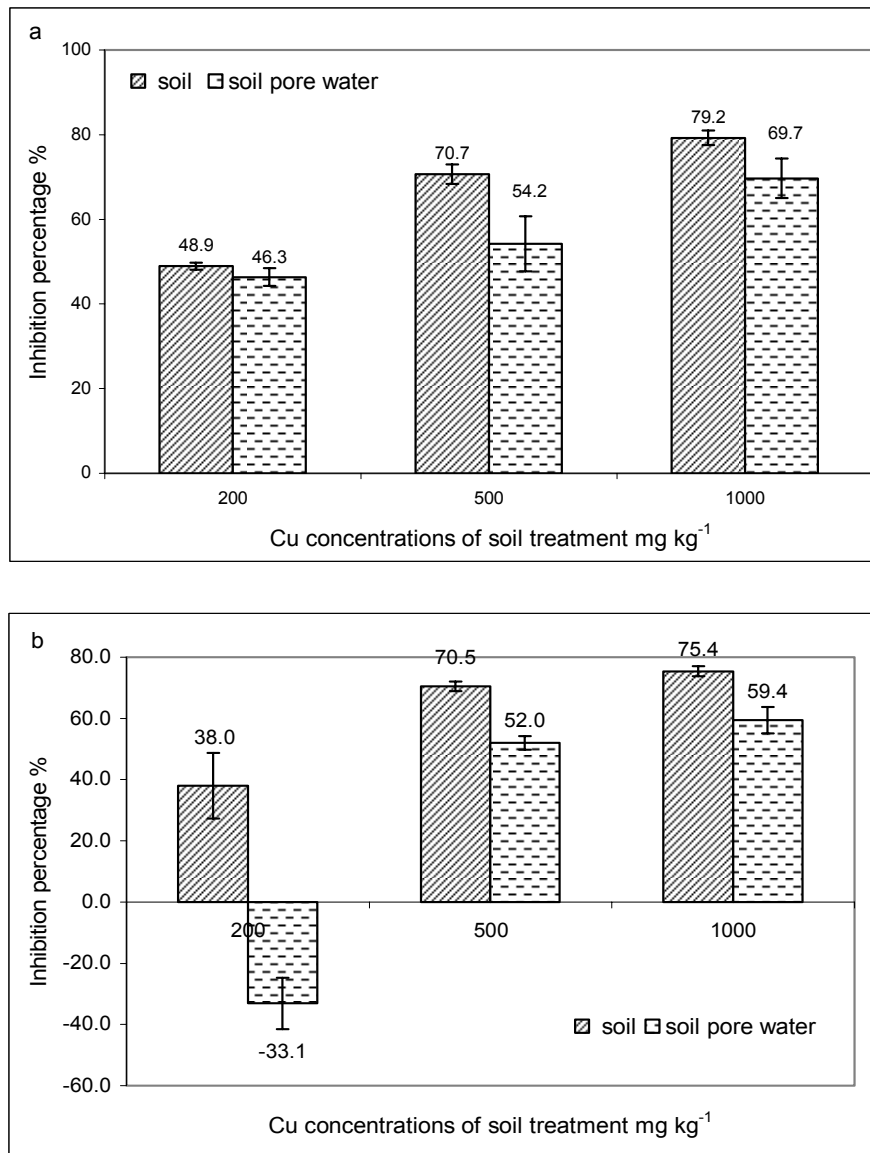 a
100
80
60
40
20
0
Inhibition percentage %
soil soil pore water
48.9 46.3 70.7 54.2 79.2 69.7
200 500 1000
Cu concentrations of soil treatment mg kg⁻¹
b
80.0
60.0
40.0
20.0
0.0
-20.0
-40.0
-60.0
Inhibition percentage %
38.0 -33.1 70.5 52.0 75.4 59.4
200 500 1000
soil soil pore water
Cu concentrations of soil treatment mg kg⁻¹